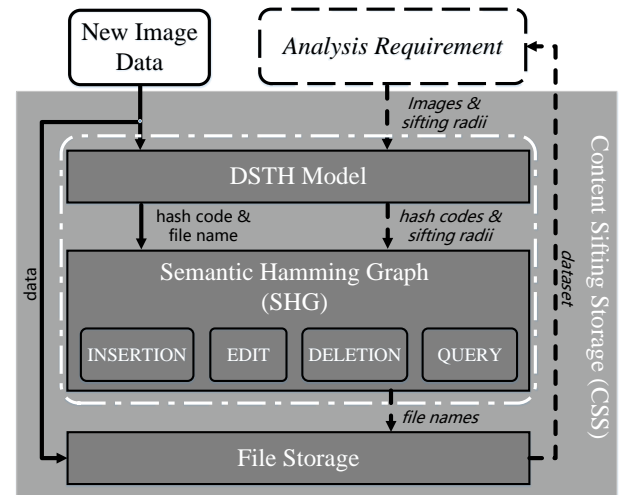 New Image
Data
Analysis Requirement
Images &
sifting radii
DSTH Model
hash code &
file name
hash codes &
sifting radii
data
Semantic Hamming Graph
(SHG)
INSERTION
EDIT
DELETION
QUERY
file names
File Storage
dataset
Content Sifting Storage (CSS)